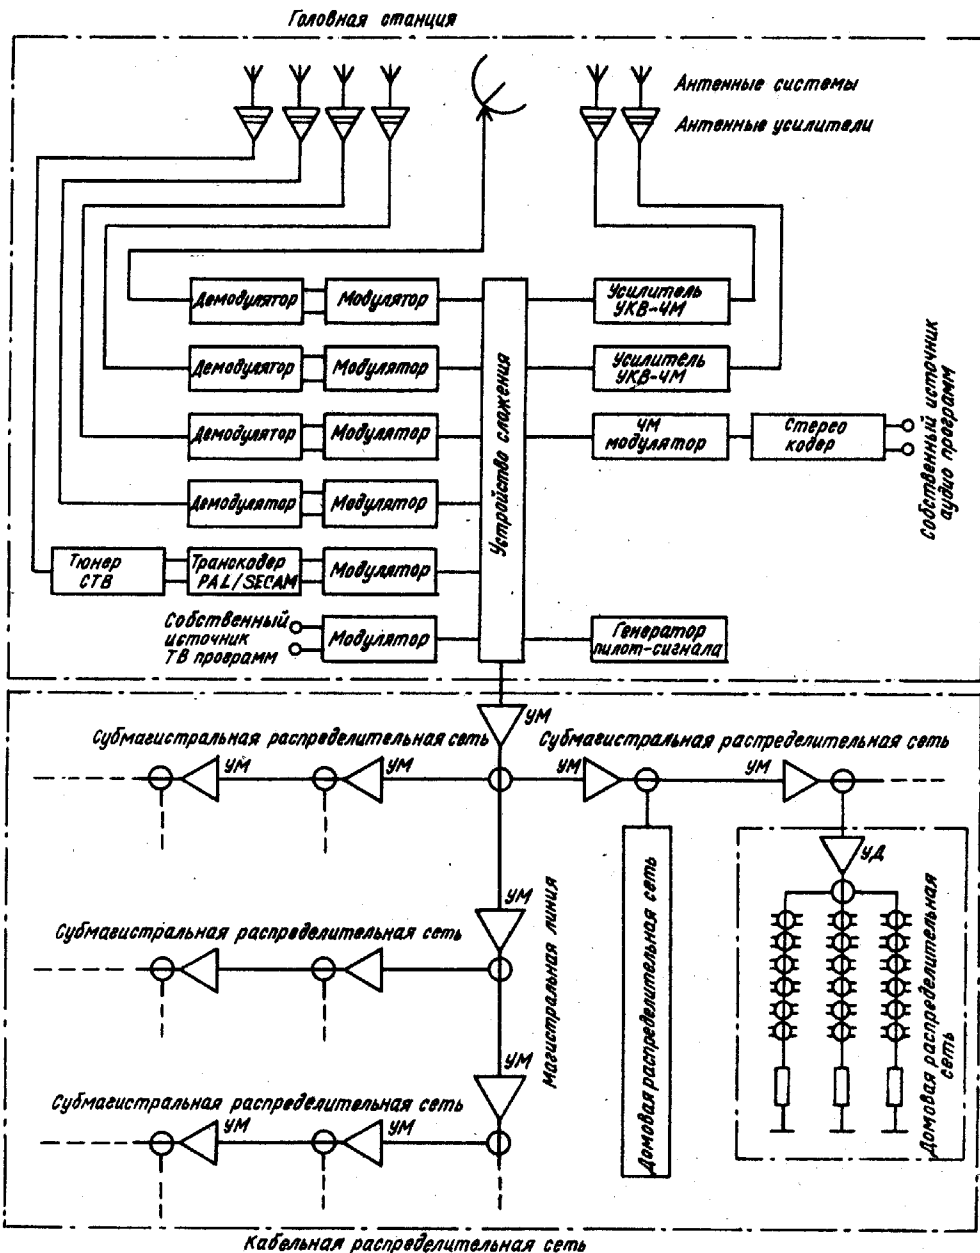 Головная станция
Антенные системы
Антенные усилители
Демодулятор
Модулятор
Усилитель
УКВ-ЧМ
Демодулятор
Модулятор
Усилитель
УКВ-ЧМ
Демодулятор
Модулятор
ЧМ
модулятор
Стерео
кодер
Собственный источник
аудио программ
Демодулятор
Модулятор
Устройство сложения
Тюнер
СТВ
Транскодер
PAL/SECAM
Модулятор
Собственный
источник
ТВ программ
Модулятор
Генератор
пилот-сигнала
УМ
Субмагистральная распределительная сеть
Субмагистральная распределительная сеть
УМ
УМ
УМ
УМ
УД
УМ
Магистральная линия
Домовая распределительная сеть
Домовая распределительная
сеть
Субмагистральная распределительная сеть
УМ
УМ
УМ
Субмагистральная распределительная сеть
УМ
УМ
Кабельная распределительная сеть